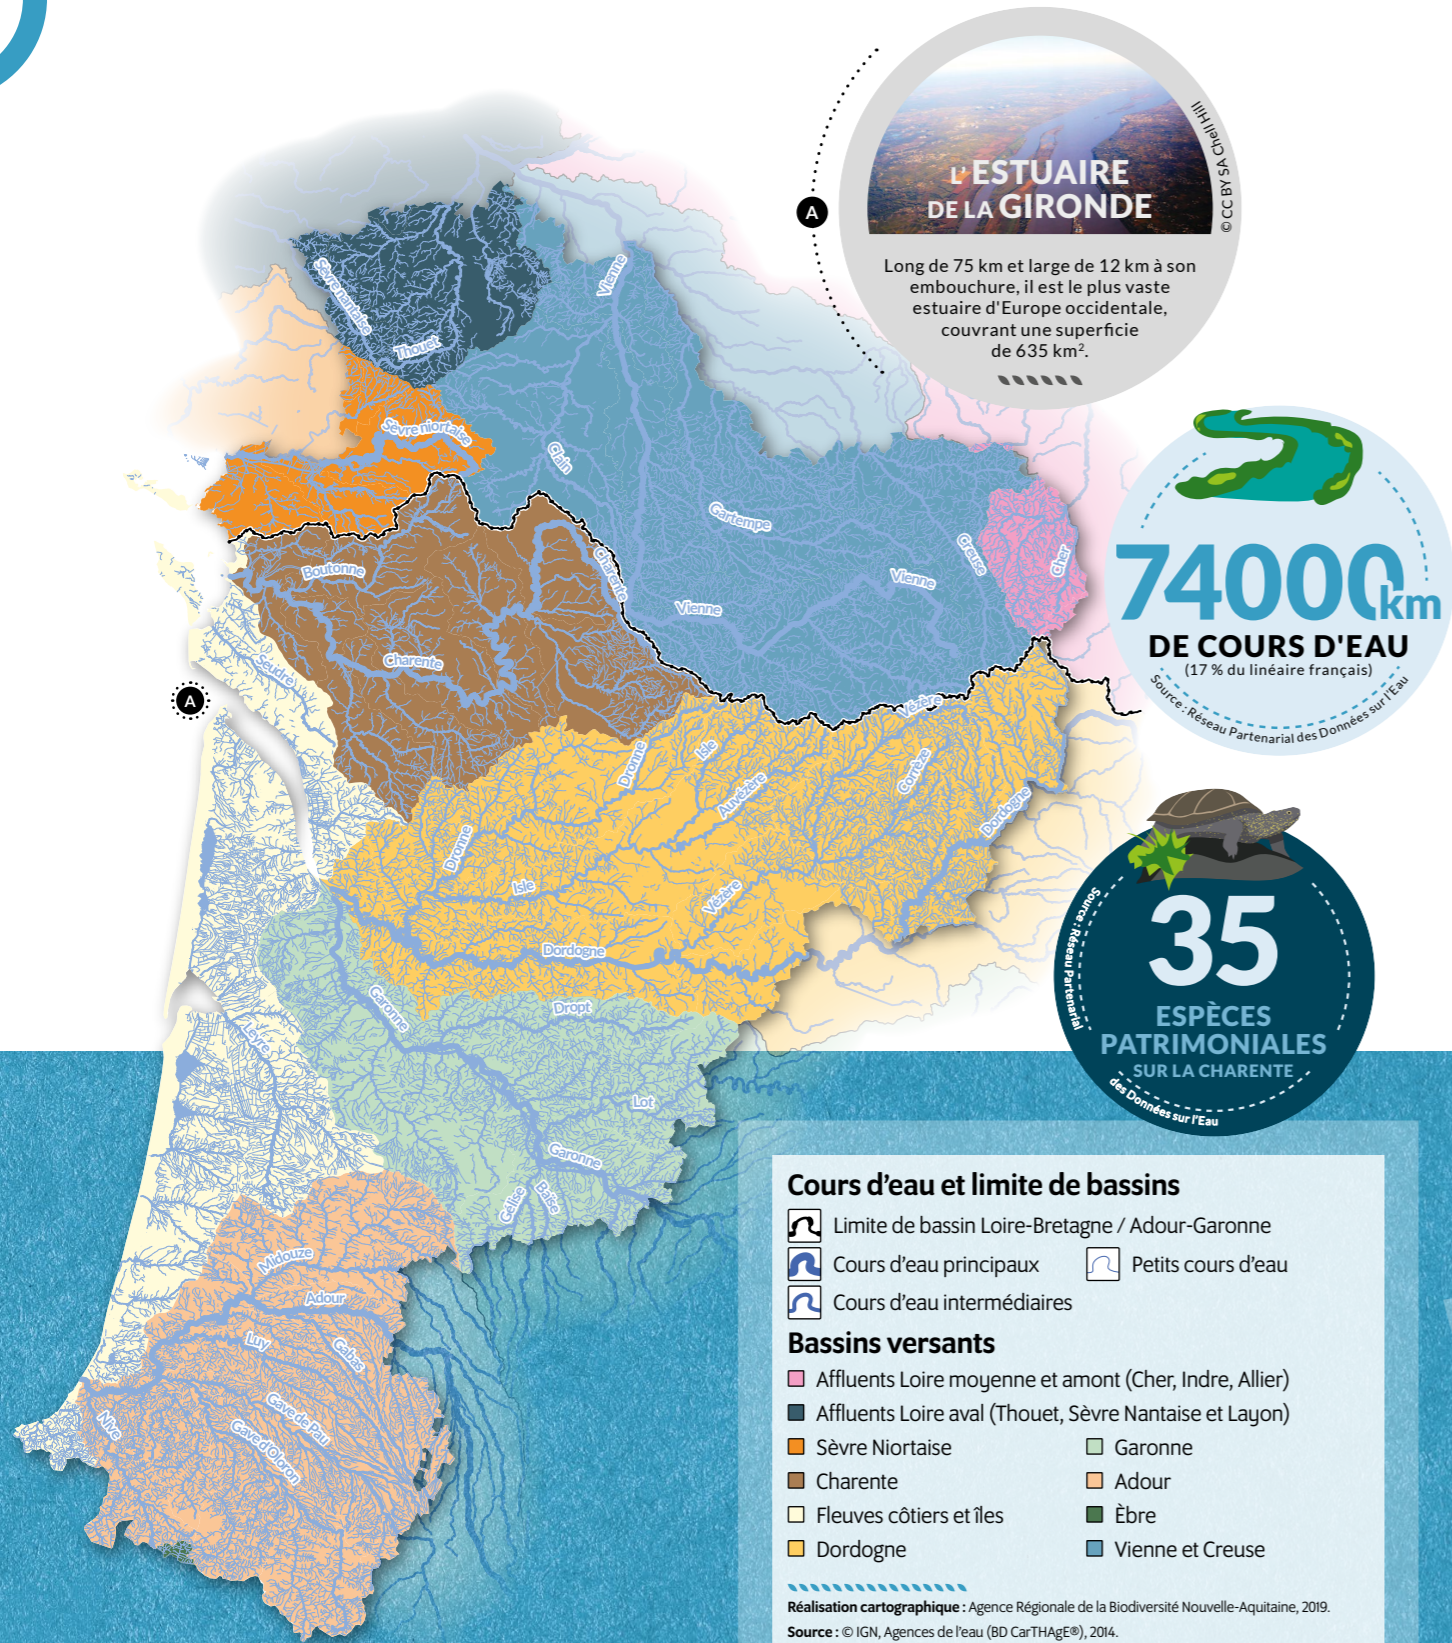 L' ESTUAIRE
DE LA GIRONDE
© CC BY SA Chell Hill
A
Long de 75 km et large de 12 km à son
embouchure, il est le plus vaste
estuaire d'Europe occidentale,
couvrant une superficie
de 635 km².
74000 km
DE COURS D'EAU
(17 % du linéaire français)
Source : Réseau Partenarial des Données sur l'Eau
35
ESPÈCES
PATRIMONIALES
SUR LA CHARENTE
Source : Réseau Partenarial
des Données sur l'Eau
Sèvre nantaise
Thouet
Vienne
Sèvre niortaise
Clain
Gartempe
Creuse
Cher
Vienne
Vienne
Charente
Boutonne
Charente
Seudre
A
Vézère
Isle
Dronne
Auvézère
Corrèze
Dordogne
Dronne
Isle
Vézère
Dordogne
Garonne
Dropt
Leyre
Lot
Garonne
Gélise
Baïse
Midouze
Adour
Luy
Gabas
Gave de Pau
Gave d'Oloron
Nive
Cours d'eau et limite de bassins
Limite de bassin Loire-Bretagne / Adour-Garonne
Cours d'eau principaux
Petits cours d'eau
Cours d'eau intermédiaires
Bassins versants
Affluents Loire moyenne et amont (Cher, Indre, Allier)
Affluents Loire aval (Thouet, Sèvre Nantaise et Layon)
Sèvre Niortaise
Garonne
Charente
Adour
Fleuves côtiers et îles
Èbre
Dordogne
Vienne et Creuse
Réalisation cartographique : Agence Régionale de la Biodiversité Nouvelle-Aquitaine, 2019.
Source : © IGN, Agences de l'eau (BD CarTHAgE®), 2014.